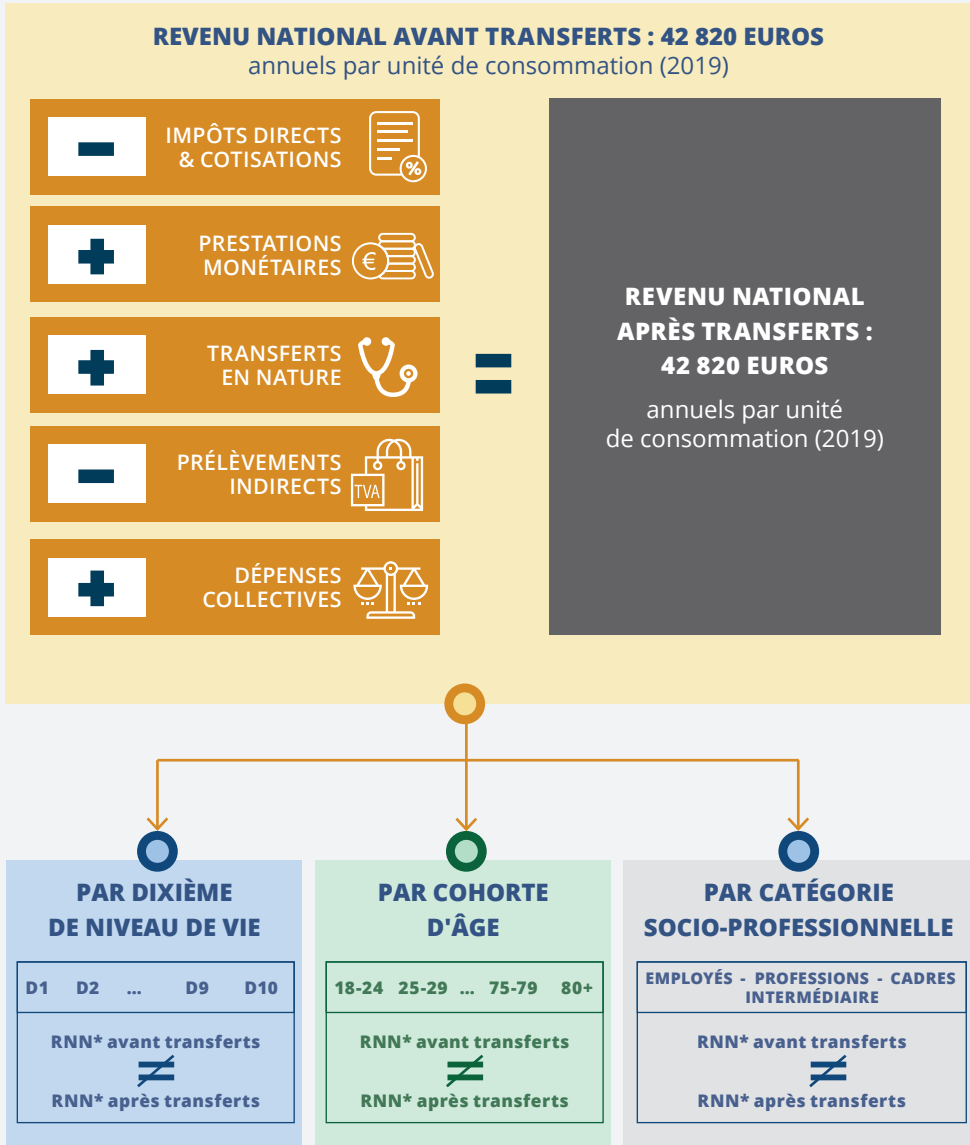 REVENU NATIONAL AVANT TRANSFERTS : 42 820 EUROS
annuels par unité de consommation (2019)
IMPÔTS DIRECTS
& COTISATIONS
%
PRESTATIONS
MONÉTAIRES
€
TRANSFERTS
EN NATURE
PRÉLÈVEMENTS
INDIRECTS
TVA
DÉPENSES
COLLECTIVES
=
REVENU NATIONAL
APRÈS TRANSFERTS :
42 820 EUROS
annuels par unité
de consommation (2019)
PAR DIXIÈME
DE NIVEAU DE VIE
D1 D2 ... D9 D10
RNN* avant transferts
≠
RNN* après transferts
PAR COHORTE
D'ÂGE
18-24 25-29 ... 75-79 80+
RNN* avant transferts
≠
RNN* après transferts
PAR CATÉGORIE
SOCIO-PROFESSIONNELLE
EMPLOYÉS - PROFESSIONS - CADRES
INTERMÉDIAIRE
RNN* avant transferts
≠
RNN* après transferts